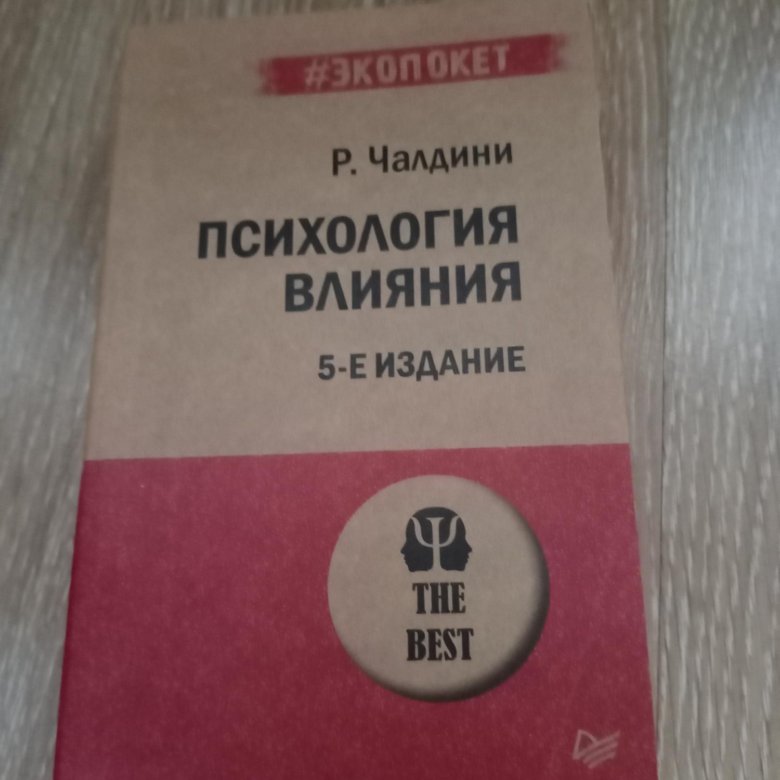 #ЭКОПОКЕТ
Р. Чалдини
ПСИХОЛОГИЯ
ВЛИЯНИЯ
5-Е ИЗДАНИЕ
Ψ
THE
BEST